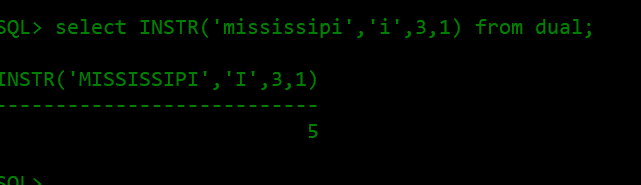 SQL> select INSTR('mississipi','i',3,1) from dual;
INSTR('MISSISSIPI','I',3,1)
---------------------------
5
SQL>